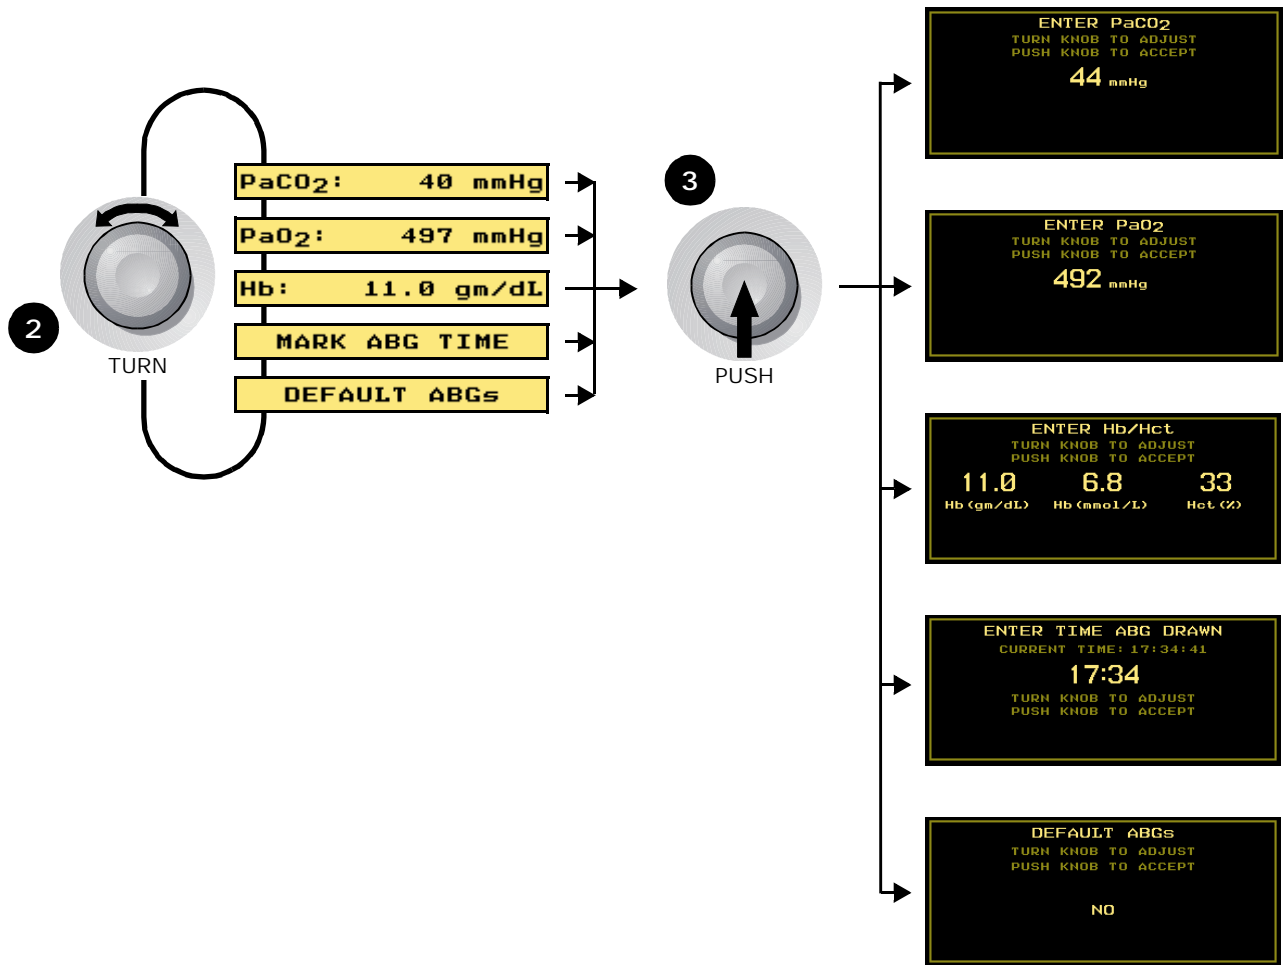 2
TURN
PaCO2: 40 mmHg
PaO2: 497 mmHg
Hb: 11.0 gm/dL
MARK ABG TIME
DEFAULT ABGs
3
PUSH
ENTER PaCO2
TURN KNOB TO ADJUST
PUSH KNOB TO ACCEPT
44 mmHg
ENTER PaO2
TURN KNOB TO ADJUST
PUSH KNOB TO ACCEPT
492 mmHg
ENTER Hb/Hct
TURN KNOB TO ADJUST
PUSH KNOB TO ACCEPT
11.0 6.8 33
Hb(gm/dL) Hb(mmol/L) Hct(%)
ENTER TIME ABG DRAWN
CURRENT TIME: 17:34:41
17:34
TURN KNOB TO ADJUST
PUSH KNOB TO ACCEPT
DEFAULT ABGs
TURN KNOB TO ADJUST
PUSH KNOB TO ACCEPT
NO